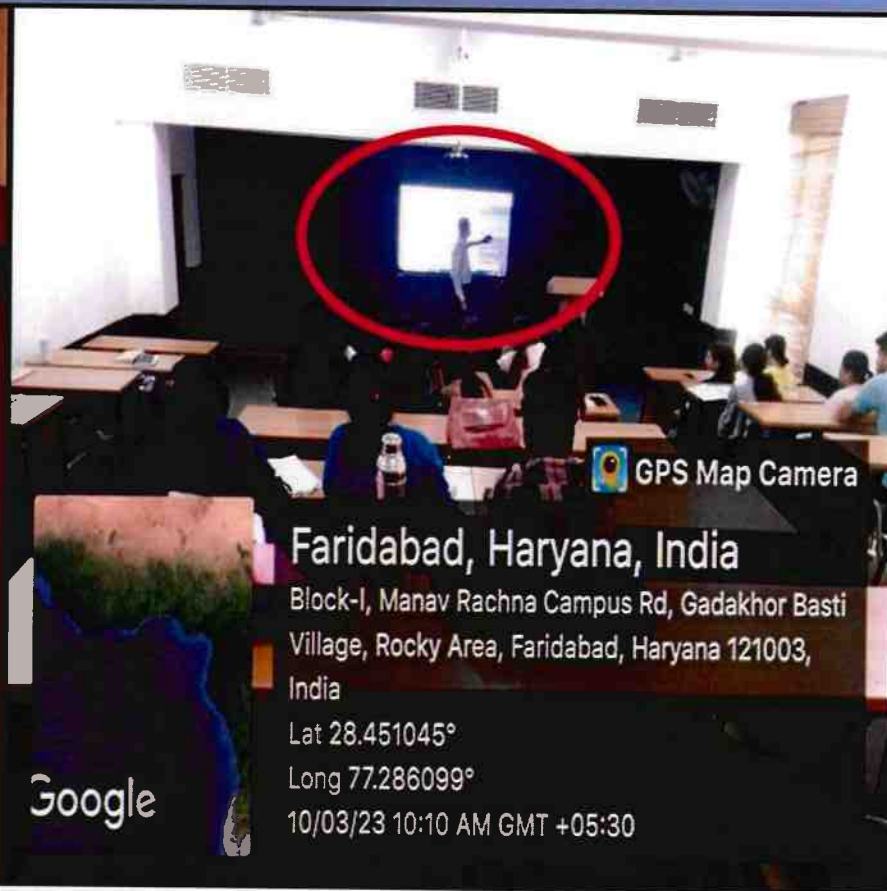 GPS Map Camera
Faridabad, Haryana, India
Block-I, Manav Rachna Campus Rd, Gadakhor Basti
Village, Rocky Area, Faridabad, Haryana 121003,
India
Lat 28.451045°
Long 77.286099°
10/03/23 10:10 AM GMT +05:30
Google